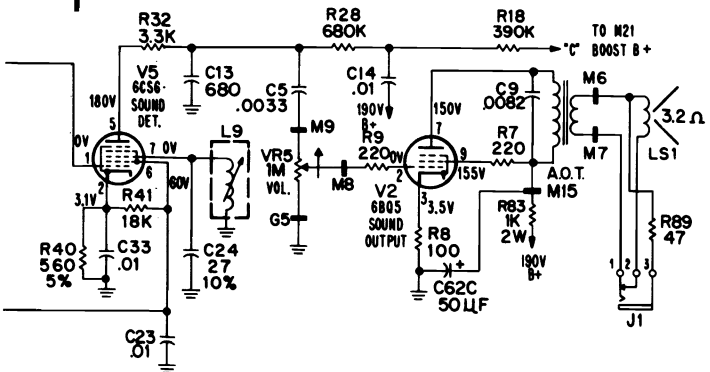 R32
3.3K
R28
680K
R18
390K
TO M21
"C" BOOST B+
V5
6CS6
SOUND
DET.
C13
680
C5
.0033
C14
.01
190V
B+
180V
5
150V
7
C9
.0082
M6
M7
3.2Ω
LS1
0V
1
7 0V
6
60V
2
3.1V
L9
M9
VR5
1M
VOL.
M8
G5
R9
220
0V
2
9
155V
R7
220
A.O.T.
M15
V2
6BQ5
SOUND
OUTPUT
3
3.5V
R41
18K
R40
560
5%
C33
.01
C24
27
10%
R8
100
+
C62C
50µF
R83
1K
2W
190V
B+
R89
47
1 2 3
J1
C23
.01